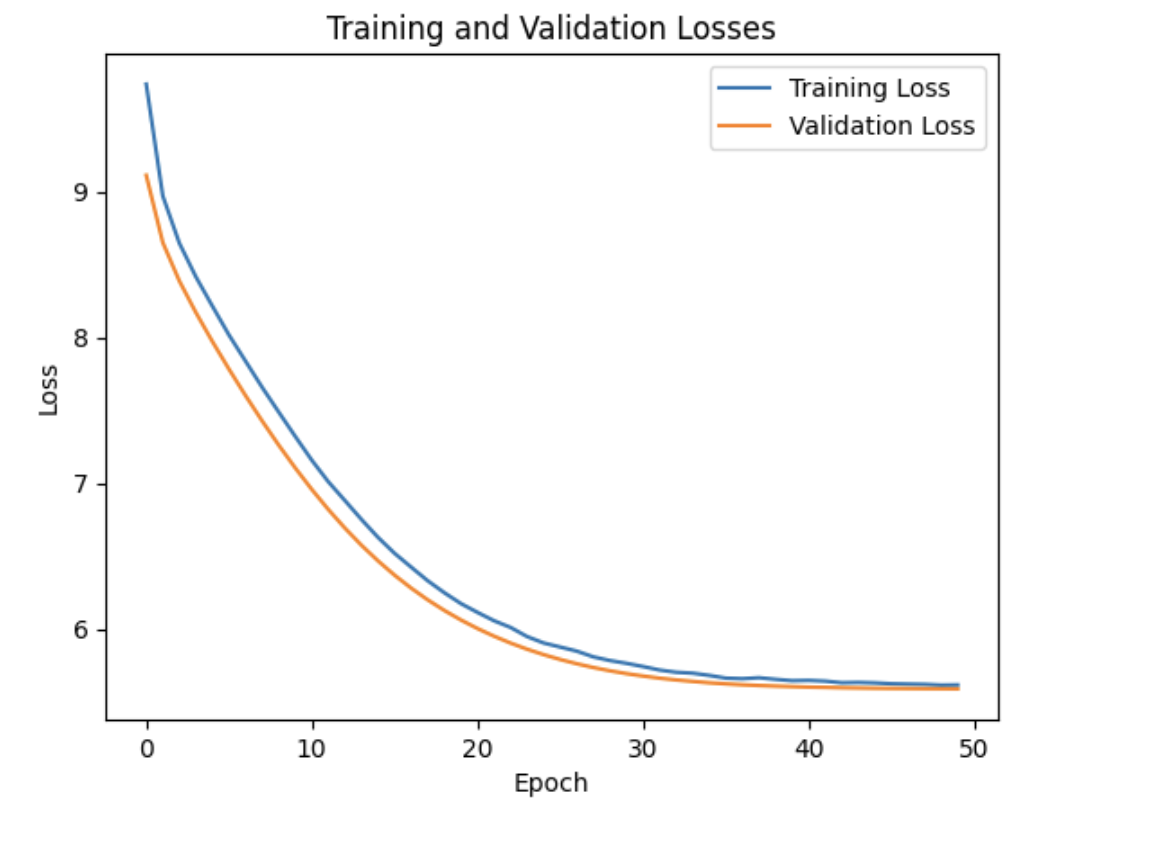 Training and Validation Losses
Training Loss
Validation Loss
9
8
7
6
Loss
0 10 20 30 40 50
Epoch